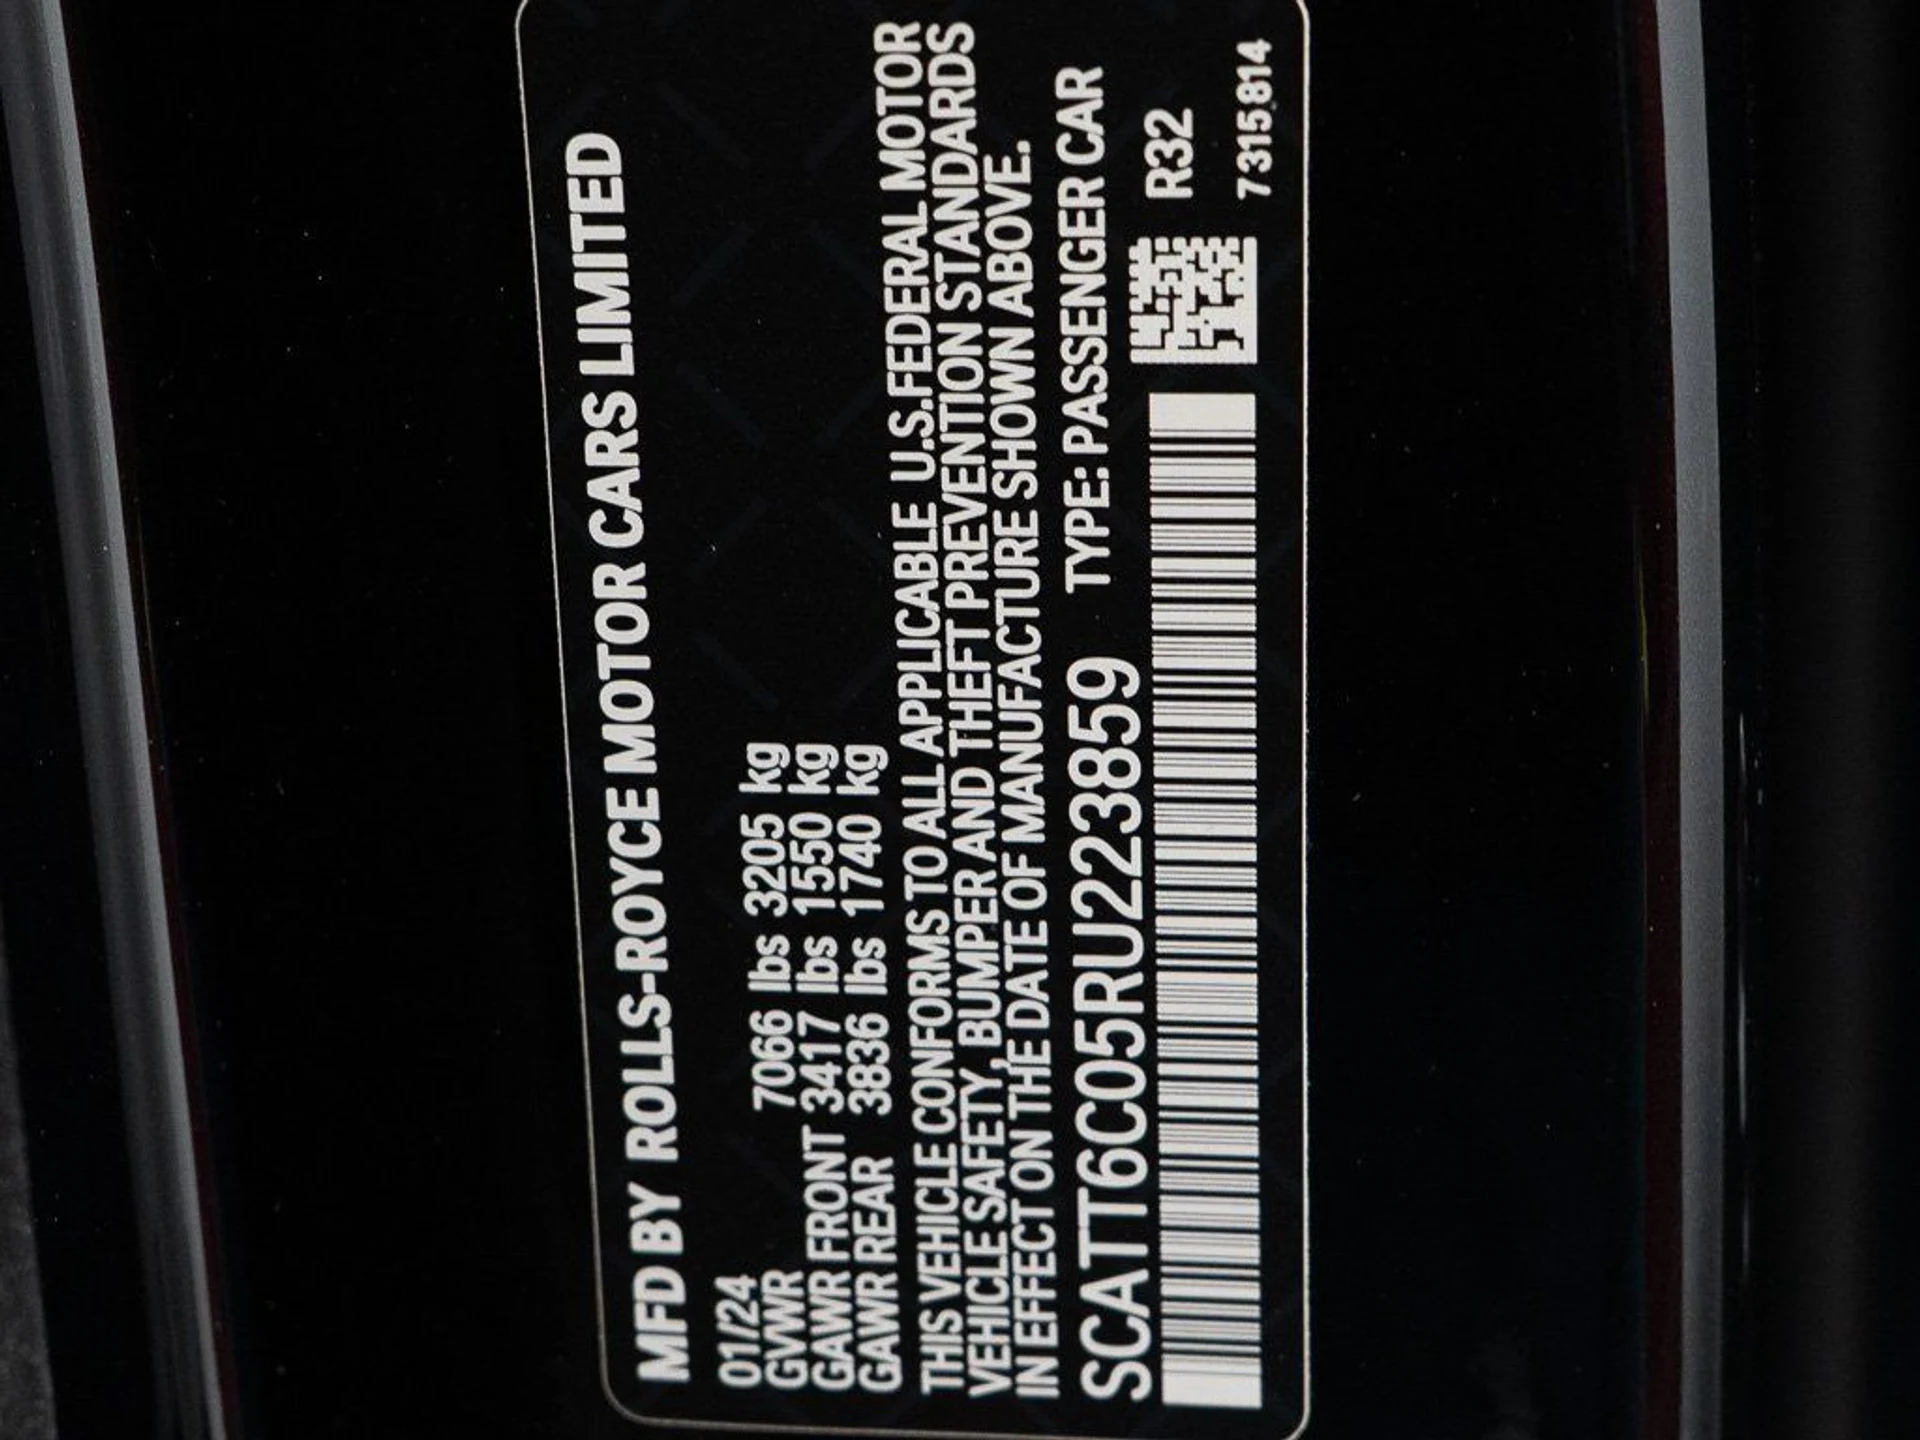 MFD BY ROLLS-ROYCE MOTOR CARS LIMITED
01/24
GVWR 7066 lbs 3205 kg
GAWR FRONT 3417 lbs 1550 kg
GAWR REAR 3836 lbs 1740 kg
THIS VEHICLE CONFORMS TO ALL APPLICABLE U.S.FEDERAL MOTOR
VEHICLE SAFETY, BUMPER AND THEFT PREVENTION STANDARDS
IN EFFECT ON THE DATE OF MANUFACTURE SHOWN ABOVE.
SCATT6C05RU223859 TYPE: PASSENGER CAR
R32
7315814